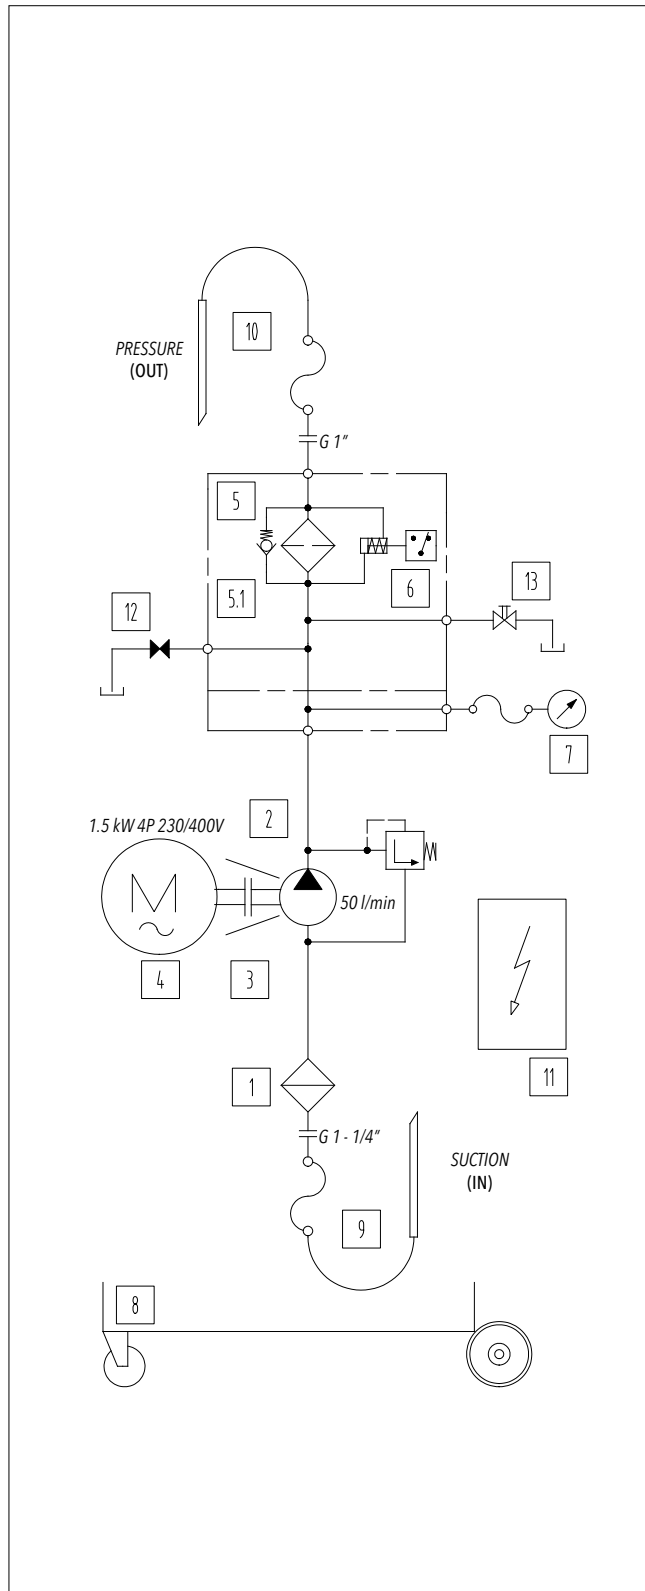 10
PRESSURE
(OUT)
G 1"
5
5.1
6
13
12
7
2
1.5 kW 4P 230/400V
M
50 l/min
4
3
11
1
G 1 - 1/4"
SUCTION
(IN)
9
8